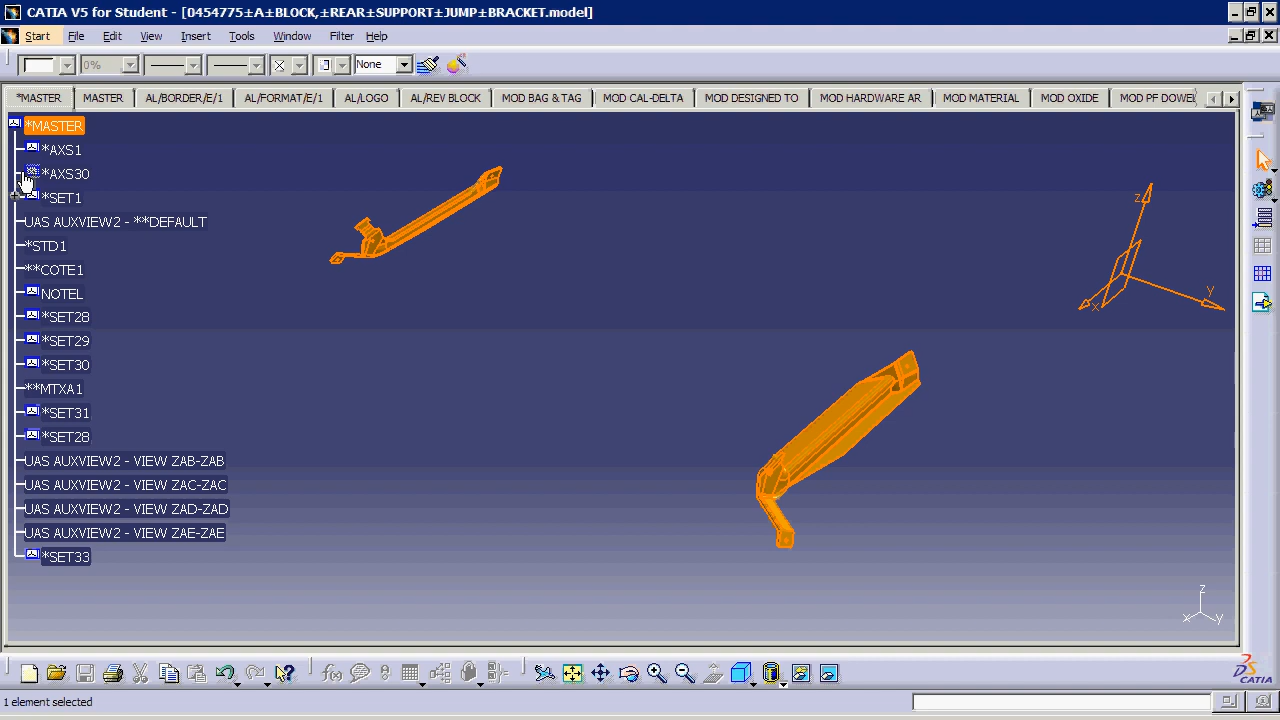 CATIA V5 for Student - [0454775±A±BLOCK,±REAR±SUPPORT±JUMP±BRACKET.model]
Start File Edit View Insert Tools Window Filter Help
0% None
*MASTER MASTER AL/BORDER/E/1 AL/FORMAT/E/1 AL/LOGO AL/REV BLOCK MOD BAG & TAG MOD CAL-DELTA MOD DESIGNED TO MOD HARDWARE AR MOD MATERIAL MOD OXIDE MOD PF DOWEL
*MASTER
*AXS1
*AXS30
*SET1
UAS AUXVIEW2 - **DEFAULT
*STD1
**COTE1
NOTEL
*SET28
*SET29
*SET30
**MTXA1
*SET31
*SET28
UAS AUXVIEW2 - VIEW ZAB-ZAB
UAS AUXVIEW2 - VIEW ZAC-ZAC
UAS AUXVIEW2 - VIEW ZAD-ZAD
UAS AUXVIEW2 - VIEW ZAE-ZAE
*SET33
z
y
x
z
x y
CATIA
1 element selected